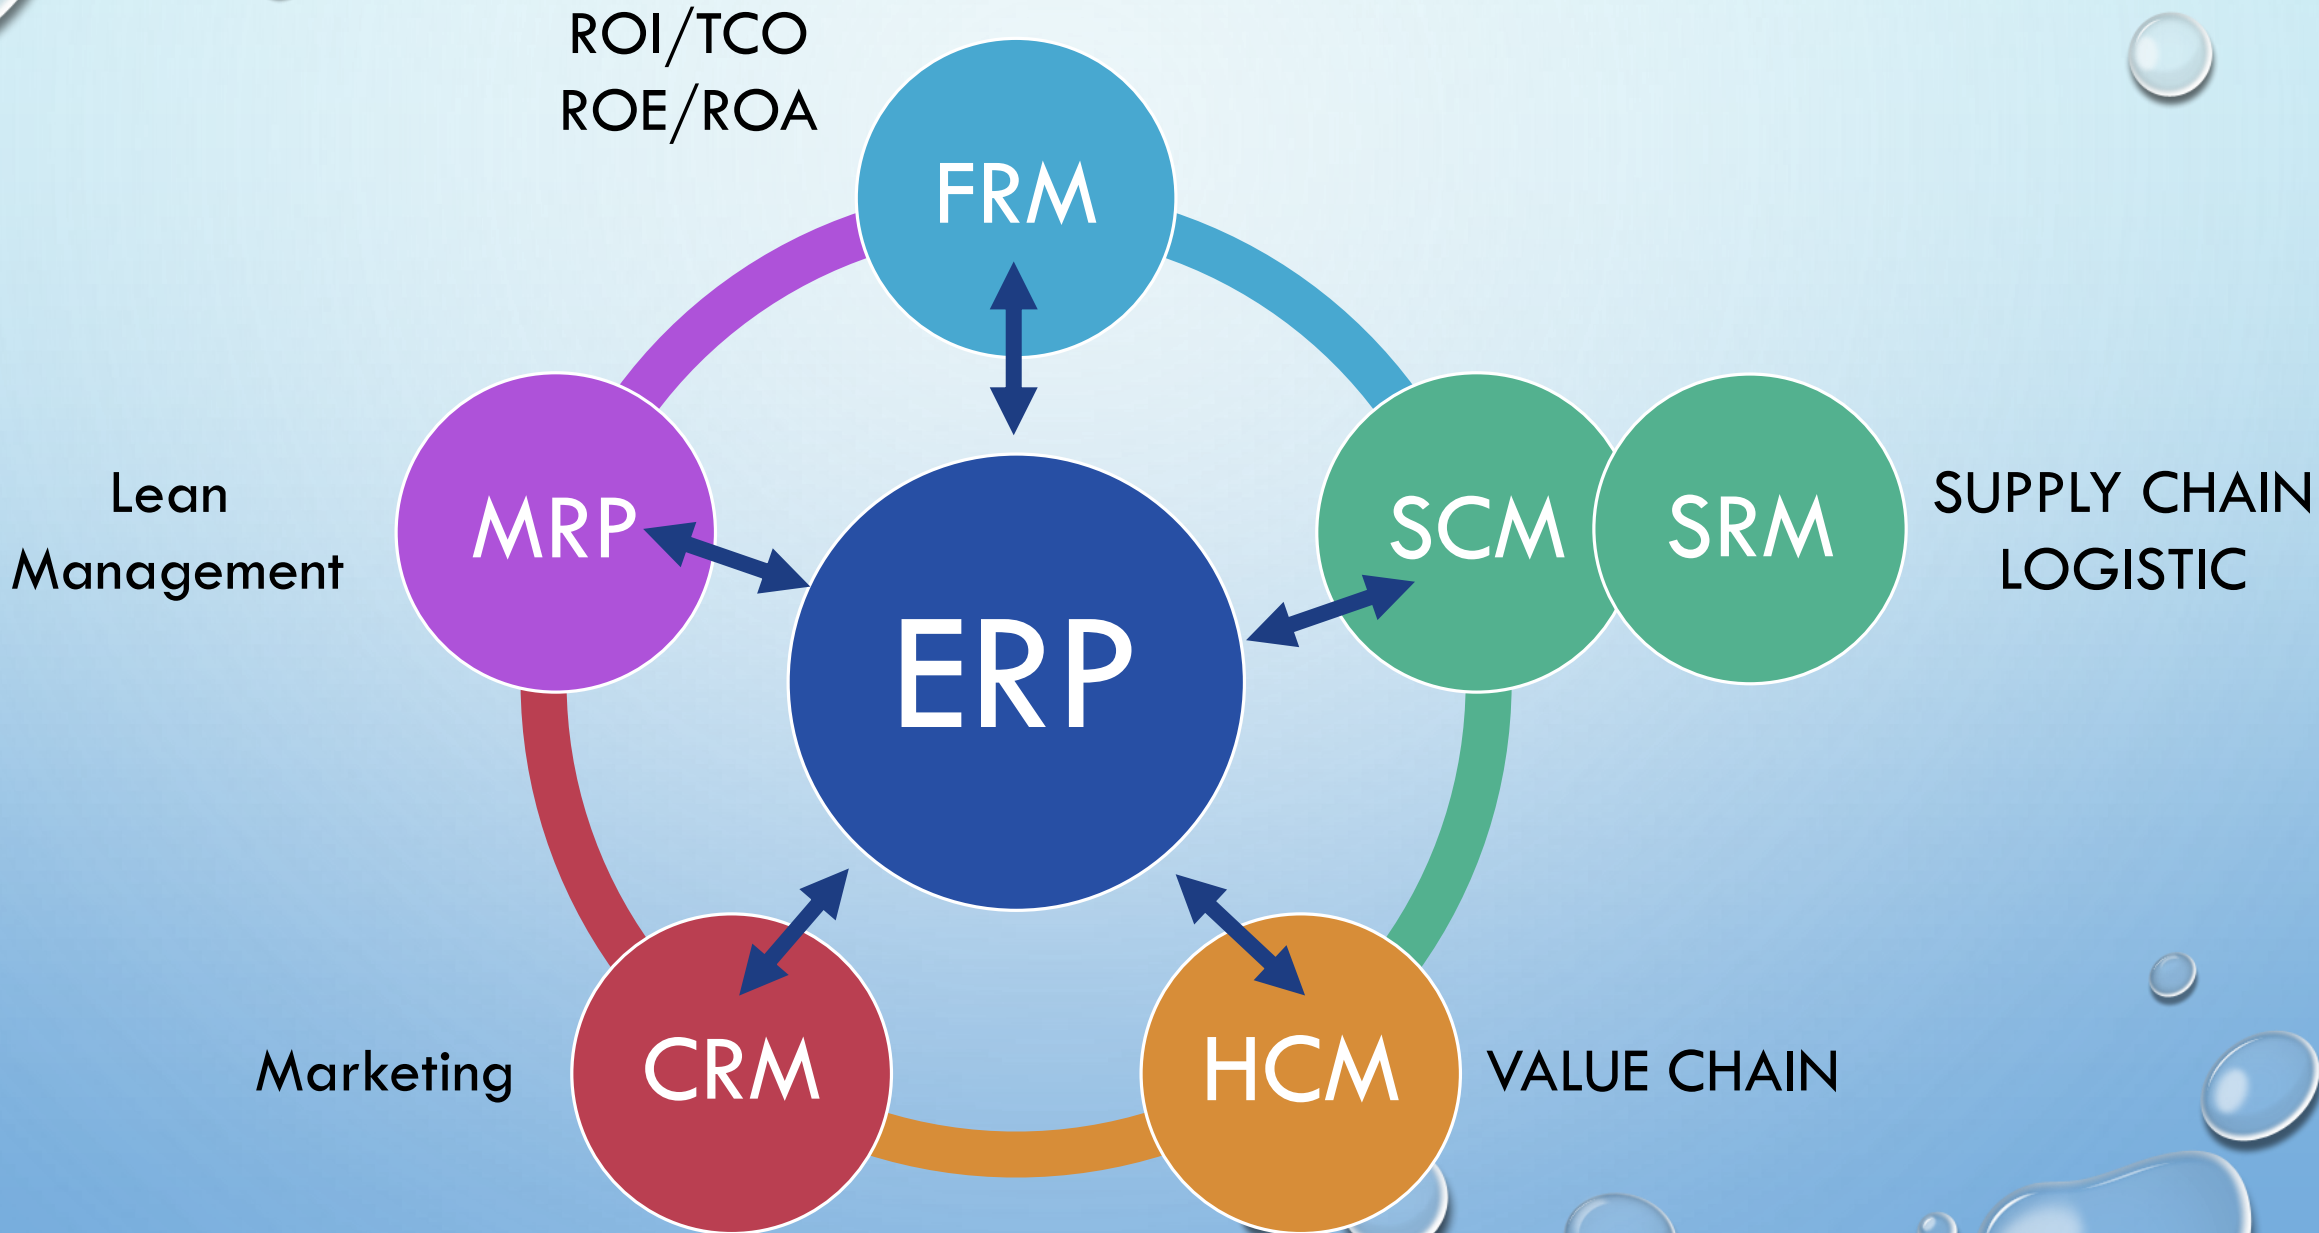 ROI/TCO
ROE/ROA
FRM
Lean
Management
MRP
SCM
SRM
SUPPLY CHAIN
LOGISTIC
ERP
Marketing
CRM
HCM
VALUE CHAIN